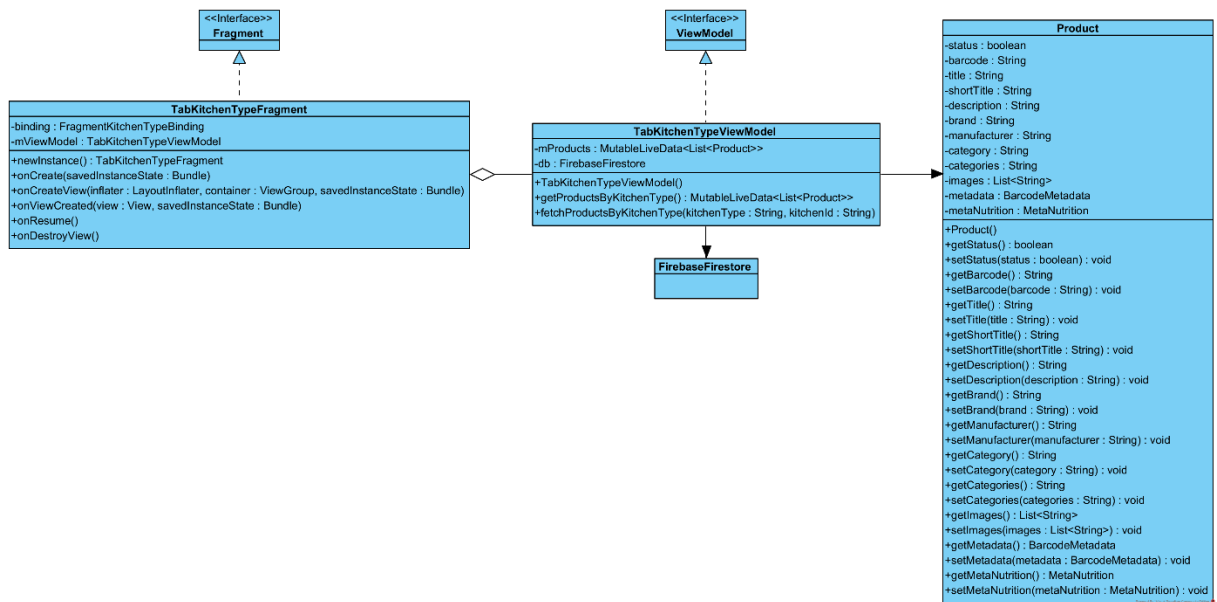 <<Interface>>
Fragment
<<Interface>>
ViewModel
TabKitchenTypeFragment
-binding : FragmentKitchenTypeBinding
-mViewModel : TabKitchenTypeViewModel
+newInstance() : TabKitchenTypeFragment
+onCreate(savedInstanceState : Bundle)
+onCreateView(inflater : LayoutInflater, container : ViewGroup, savedInstanceState : Bundle)
+onViewCreated(view : View, savedInstanceState : Bundle)
+onResume()
+onDestroyView()
TabKitchenTypeViewModel
-mProducts : MutableLiveData<List<Product>>
-db : FirebaseFirestore
+TabKitchenTypeViewModel()
+getProductsByKitchenType() : MutableLiveData<List<Product>>
+fetchProductsByKitchenType(kitchenType : String, kitchenId : String)
FirebaseFirestore
Product
-status : boolean
-barcode : String
-title : String
-shortTitle : String
-description : String
-brand : String
-manufacturer : String
-category : String
-categories : String
-images : List<String>
-metadata : BarcodeMetadata
-metaNutrition : MetaNutrition
+Product()
+getStatus() : boolean
+setStatus(status : boolean) : void
+getBarcode() : String
+setBarcode(barcode : String) : void
+getTitle() : String
+setTitle(title : String) : void
+getShortTitle() : String
+setShortTitle(shortTitle : String) : void
+getDescription() : String
+setDescription(description : String) : void
+getBrand() : String
+setBrand(brand : String) : void
+getManufacturer() : String
+setManufacturer(manufacturer : String) : void
+getCategory() : String
+setCategory(category : String) : void
+getCategories() : String
+setCategories(categories : String) : void
+getImages() : List<String>
+setImages(images : List<String>) : void
+getMetadata() : BarcodeMetadata
+setMetadata(metadata : BarcodeMetadata) : void
+getMetaNutrition() : MetaNutrition
+setMetaNutrition(metaNutrition : MetaNutrition) : void